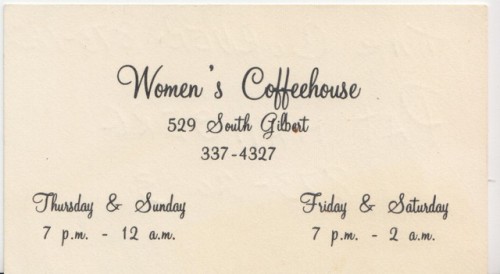 Women's Coffeehouse
529 South Gilbert
337-4327
Thursday & Sunday
7 p.m. - 12 a.m.
Friday & Saturday
7 p.m. - 2 a.m.